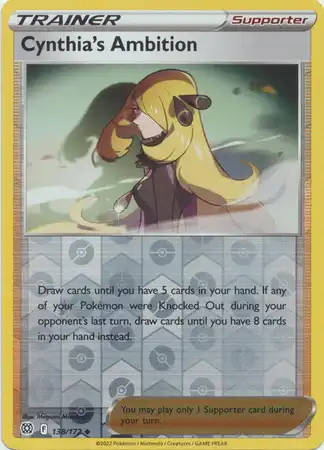 TRAINER Supporter
Cynthia's Ambition
Draw cards until you have 5 cards in your hand. If any
of your Pokémon were Knocked Out during your
opponent's last turn, draw cards until you have 8 cards
in your hand instead.
Illus.
F 138/172
You may play only 1 Supporter card during
your turn.
©2022 Pokémon / Nintendo / Creatures / GAME FREAK